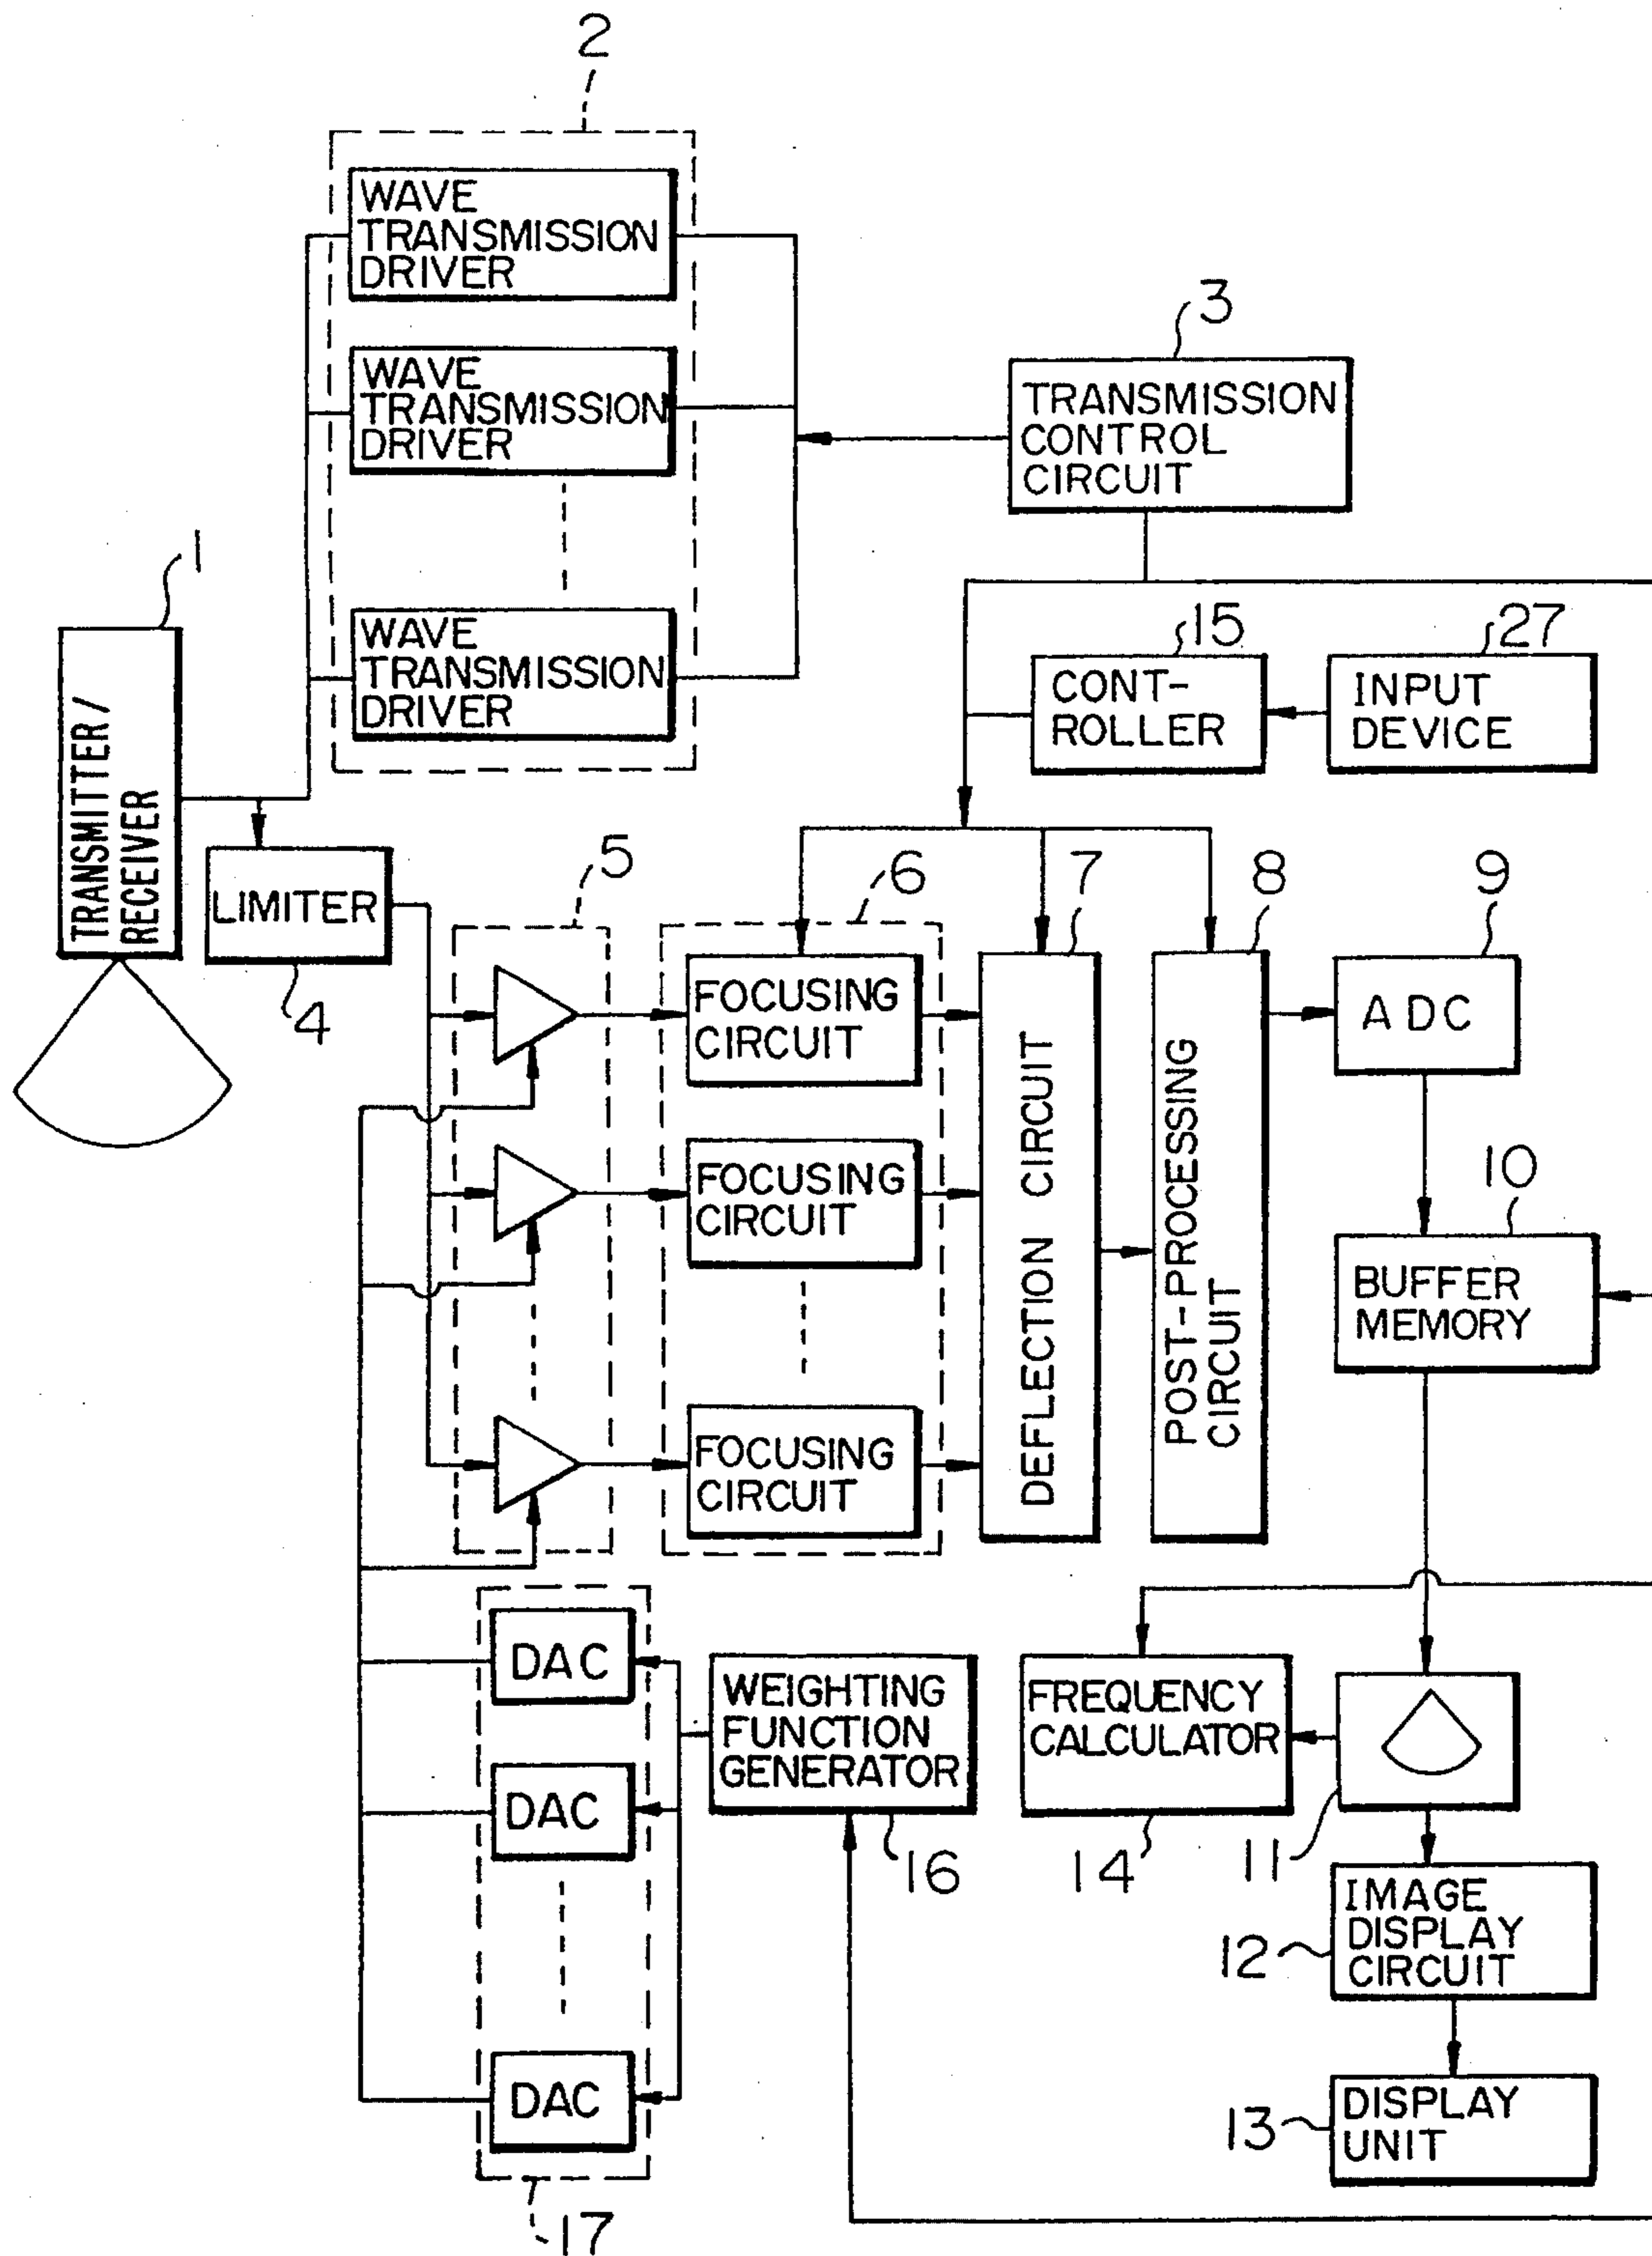 2
WAVE
TRANSMISSION
DRIVER
WAVE
TRANSMISSION
DRIVER
WAVE
TRANSMISSION
DRIVER
3
TRANSMISSION
CONTROL
CIRCUIT
1
TRANSMITTER/
RECEIVER
15
CONT-
ROLLER
27
INPUT
DEVICE
LIMITER
4
5
6
7
8
9
FOCUSING
CIRCUIT
FOCUSING
CIRCUIT
FOCUSING
CIRCUIT
DEFLECTION CIRCUIT
POST-PROCESSING
CIRCUIT
ADC
10
BUFFER
MEMORY
DAC
DAC
DAC
17
WEIGHTING
FUNCTION
GENERATOR
16
FREQUENCY
CALCULATOR
14
11
12
IMAGE
DISPLAY
CIRCUIT
13
DISPLAY
UNIT